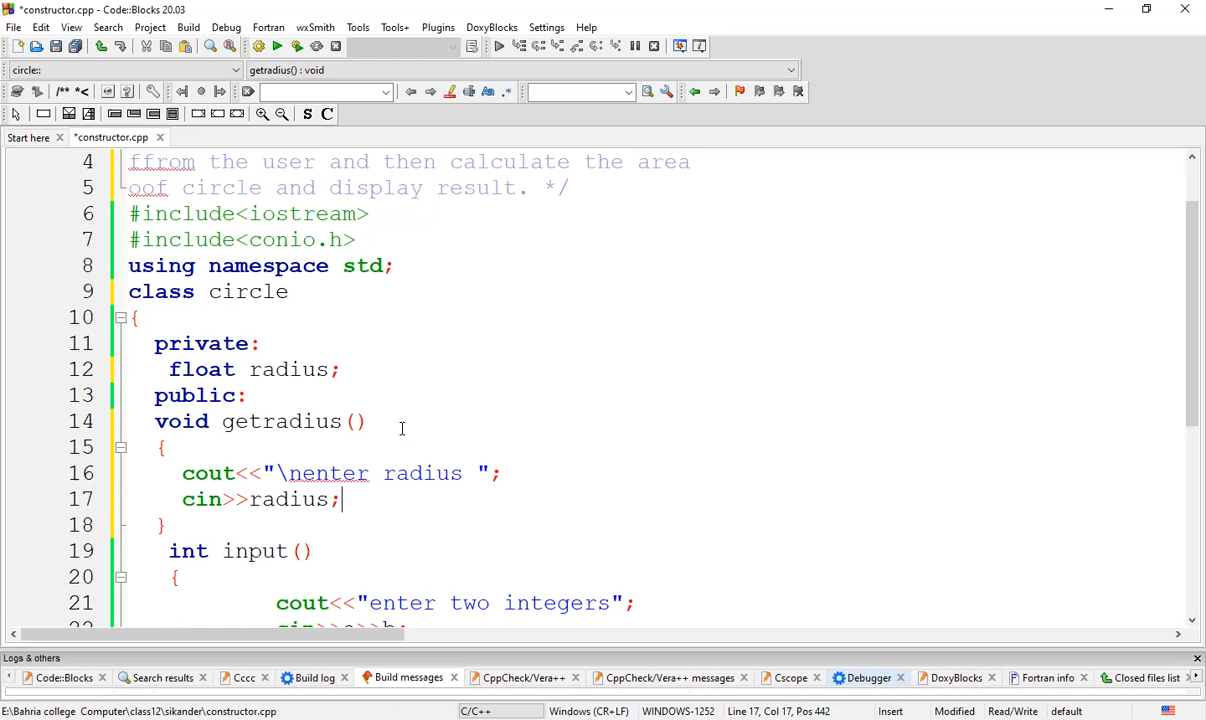 *constructor.cpp - Code::Blocks 20.03
File Edit View Search Project Build Debug Fortran wxSmith Tools Tools+ Plugins DoxyBlocks Settings Help
circle:: getradius() : void
/** *<
S C
Start here *constructor.cpp
4 ffrom the user and then calculate the area
5 oof circle and display result. */
6 #include<iostream>
7 #include<conio.h>
8 using namespace std;
9 class circle
10 {
11 private:
12 float radius;
13 public:
14 void getradius()
15 {
16 cout<<"\nenter radius ";
17 cin>>radius;
18 }
19 int input()
20 {
21 cout<<"enter two integers";
Logs & others
Code::Blocks Search results Cccc Build log Build messages CppCheck/Vera++ CppCheck/Vera++ messages Cscope Debugger DoxyBlocks Fortran info Closed files list
E:\Bahria college Computer\class12\sikander\constructor.cpp C/C++ Windows (CR+LF) WINDOWS-1252 Line 17, Col 17, Pos 442 Insert Modified Read/Write default